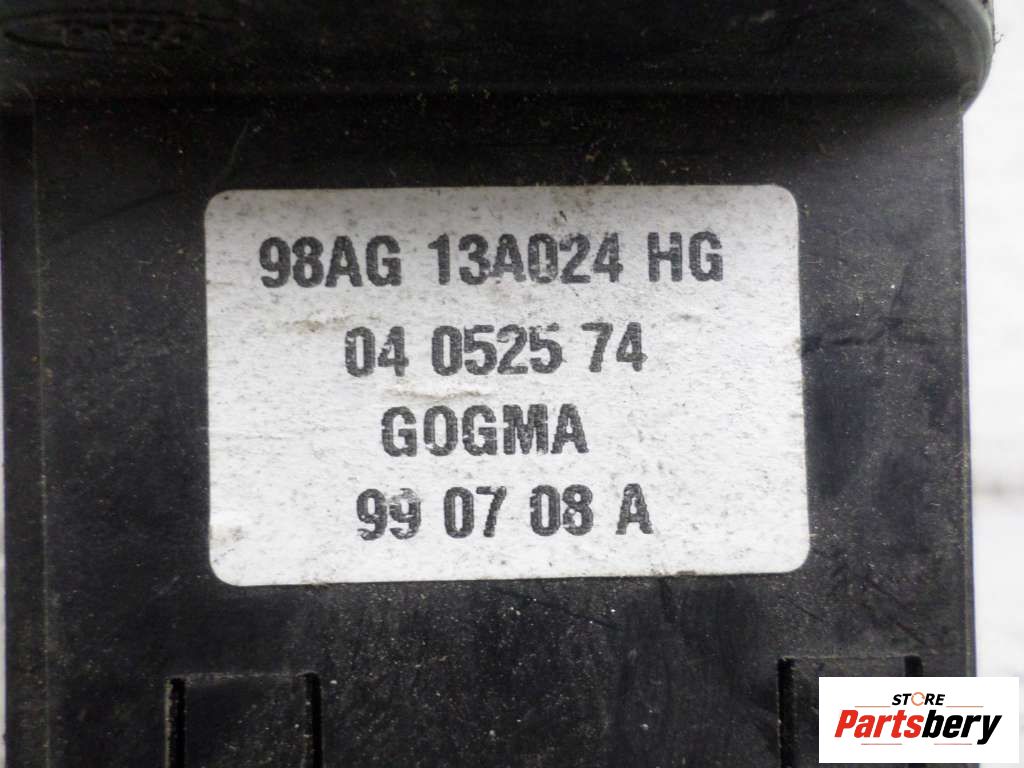 98AG 13A024 HG
04 0525 74
GOGMA
99 07 08 A
STORE
Partsbery